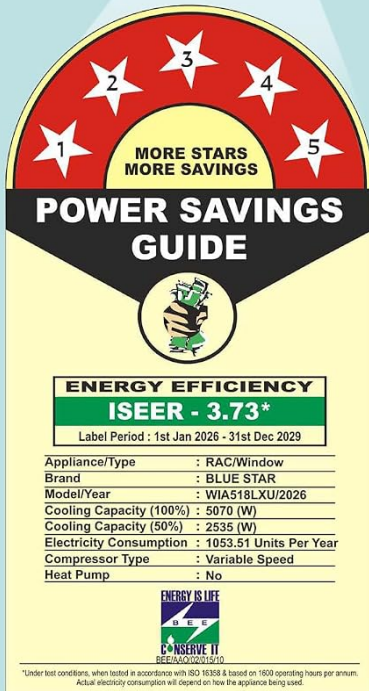 1 2 3 4 5
MORE STARS
MORE SAVINGS
POWER SAVINGS
GUIDE
ENERGY EFFICIENCY
ISEER - 3.73*
Label Period : 1st Jan 2026 - 31st Dec 2029
Appliance/Type : RAC/Window
Brand : BLUE STAR
Model/Year : WIA518LXU/2026
Cooling Capacity (100%) : 5070 (W)
Cooling Capacity (50%) : 2535 (W)
Electricity Consumption : 1053.51 Units Per Year
Compressor Type : Variable Speed
Heat Pump : No
ENERGY IS LIFE
BEE
CONSERVE IT
BEE/AAO/02/015/10
*Under test conditions, when tested in accordance with ISO 16358 & based on 1600 operating hours per annum.
Actual electricity consumption will depend on how the appliance being used.